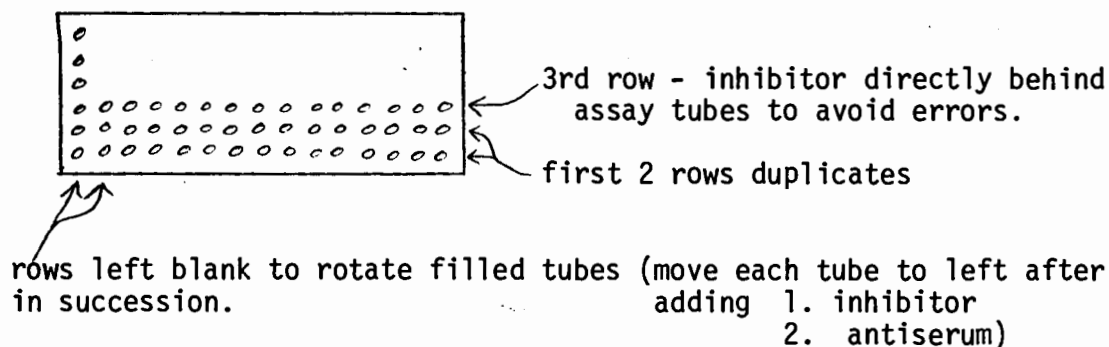 3rd row - inhibitor directly behind
assay tubes to avoid errors.
first 2 rows duplicates
rows left blank to rotate filled tubes (move each tube to left after
in succession. adding 1. inhibitor
2. antiserum)